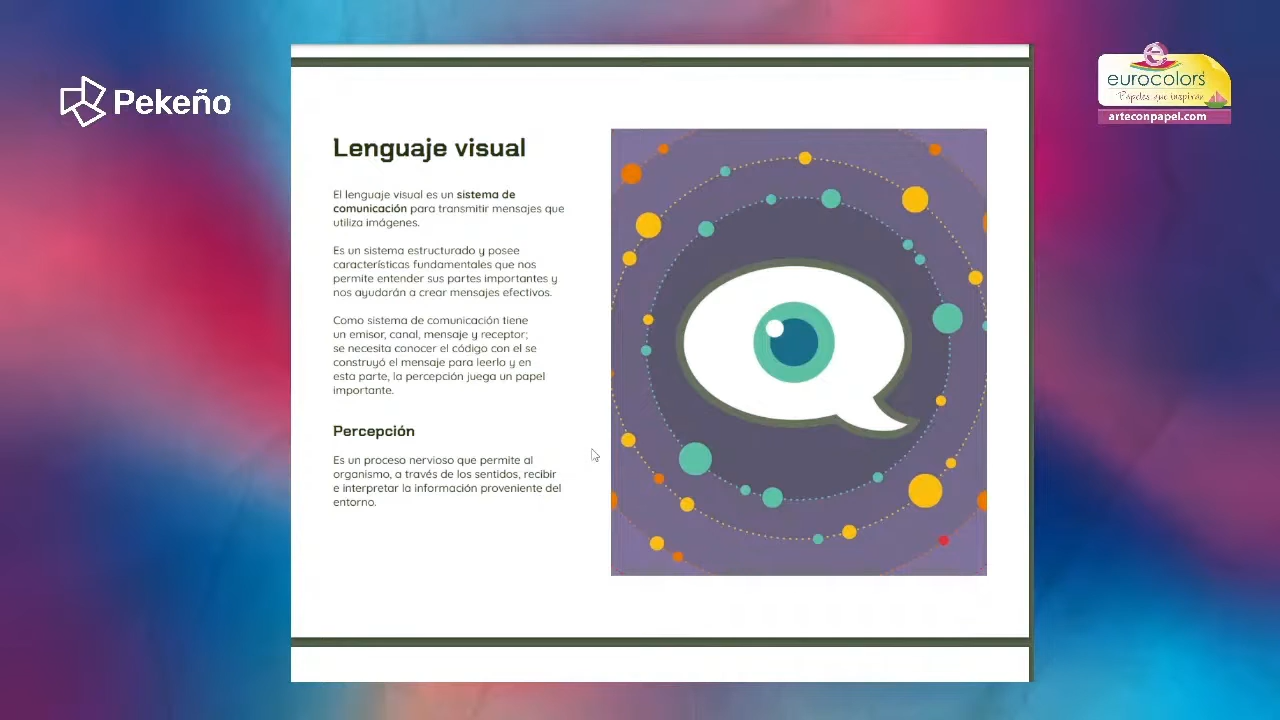 Pekeño
eurocolors
Papeles que inspiran
arteconpapel.com
Lenguaje visual
El lenguaje visual es un sistema de
comunicación para transmitir mensajes que
utiliza imágenes.
Es un sistema estructurado y posee
características fundamentales que nos
permite entender sus partes importantes y
nos ayudarán a crear mensajes efectivos.
Como sistema de comunicación tiene
un emisor, canal, mensaje y receptor;
se necesita conocer el código con el se
construyó el mensaje para leerlo y en
esta parte, la percepción juega un papel
importante.
Percepción
Es un proceso nervioso que permite al
organismo, a través de los sentidos, recibir
e interpretar la información proveniente del
entorno.